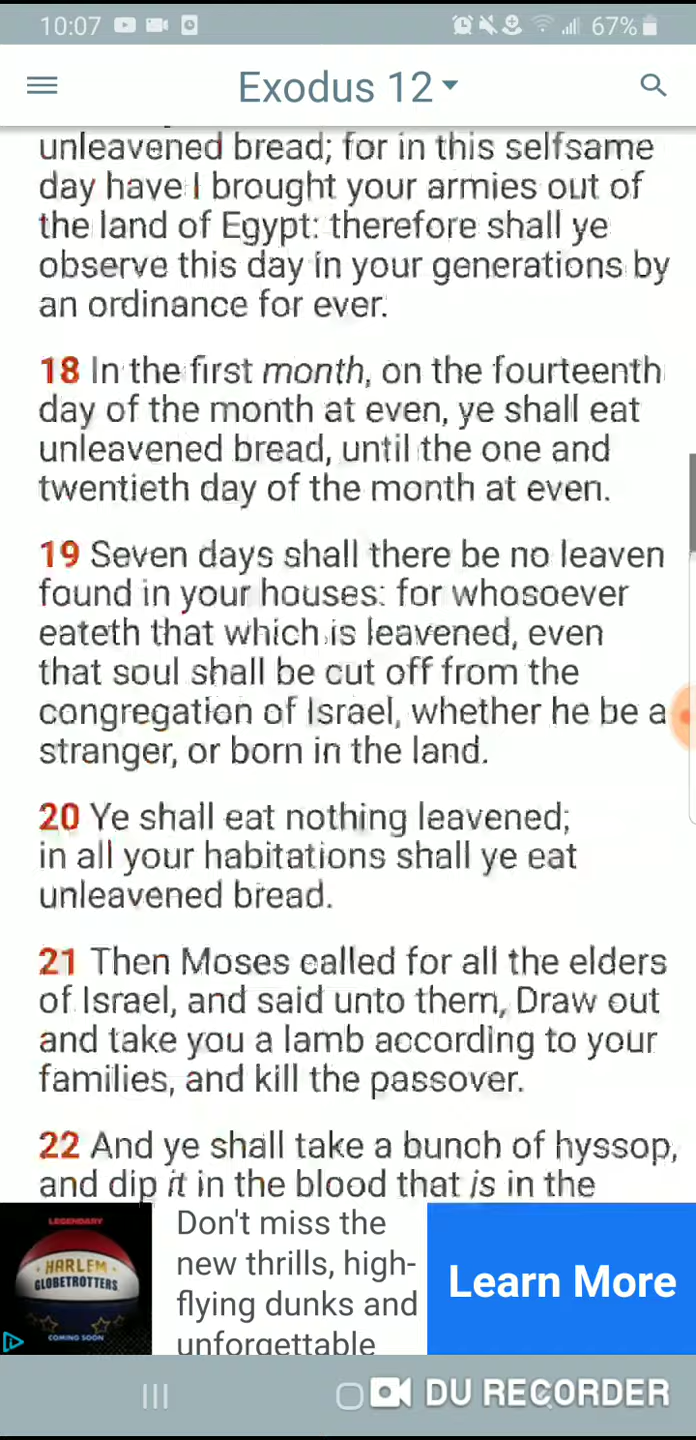 10:07
67%
Exodus 12
unleavened bread; for in this selfsame
day have I brought your armies out of
the land of Egypt: therefore shall ye
observe this day in your generations by
an ordinance for ever.
18 In the first month, on the fourteenth
day of the month at even, ye shall eat
unleavened bread, until the one and
twentieth day of the month at even.
19 Seven days shall there be no leaven
found in your houses: for whosoever
eateth that which is leavened, even
that soul shall be cut off from the
congregation of Israel, whether he be a
stranger, or born in the land.
20 Ye shall eat nothing leavened;
in all your habitations shall ye eat
unleavened bread.
21 Then Moses called for all the elders
of Israel, and said unto them, Draw out
and take you a lamb according to your
families, and kill the passover.
22 And ye shall take a bunch of hyssop,
and dip it in the blood that is in the
LEGENDARY
HARLEM
GLOBETROTTERS
COMING SOON
Don't miss the
new thrills, high-
flying dunks and
unforgettable
Learn More
DU RECORDER